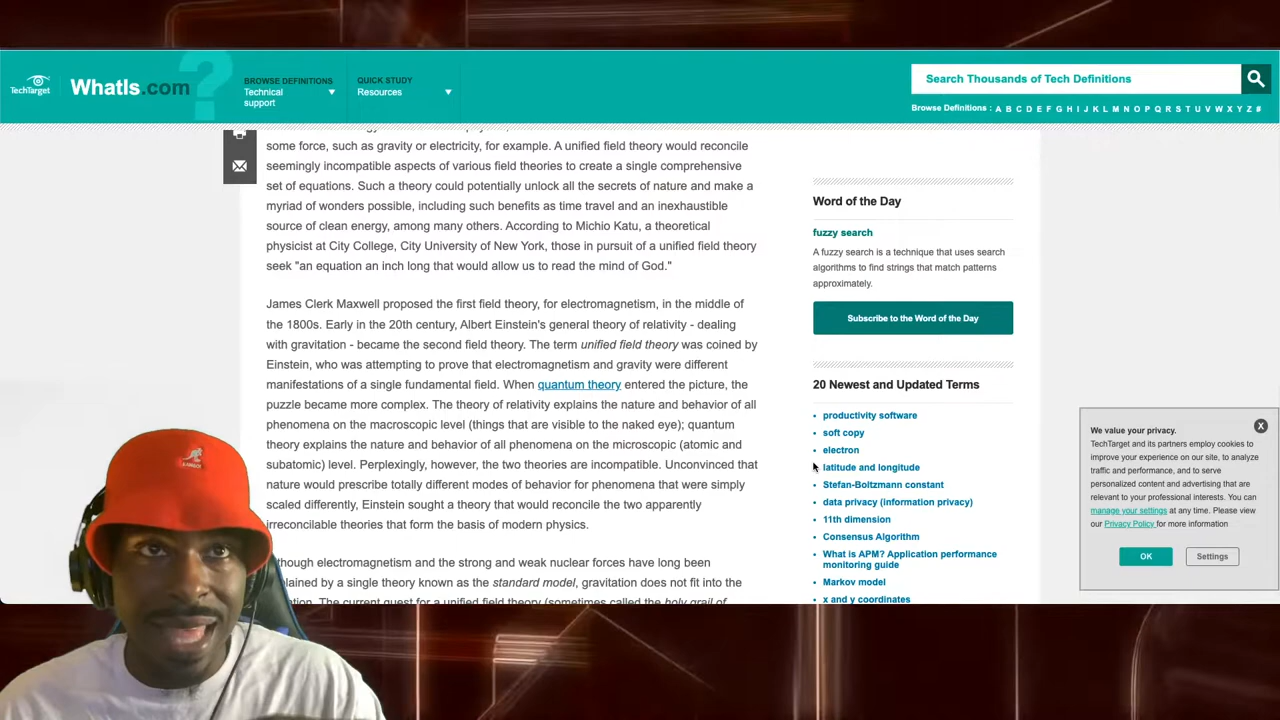 TechTarget
WhatIs.com
?
BROWSE DEFINITIONS
Technical
support
QUICK STUDY
Resources
Search Thousands of Tech Definitions
Browse Definitions : A B C D E F G H I J K L M N O P Q R S T U V W X Y Z #
some force, such as gravity or electricity, for example. A unified field theory would reconcile
seemingly incompatible aspects of various field theories to create a single comprehensive
set of equations. Such a theory could potentially unlock all the secrets of nature and make a
myriad of wonders possible, including such benefits as time travel and an inexhaustible
source of clean energy, among many others. According to Michio Katu, a theoretical
physicist at City College, City University of New York, those in pursuit of a unified field theory
seek "an equation an inch long that would allow us to read the mind of God."
James Clerk Maxwell proposed the first field theory, for electromagnetism, in the middle of
the 1800s. Early in the 20th century, Albert Einstein's general theory of relativity - dealing
with gravitation - became the second field theory. The term unified field theory was coined by
Einstein, who was attempting to prove that electromagnetism and gravity were different
manifestations of a single fundamental field. When quantum theory entered the picture, the
puzzle became more complex. The theory of relativity explains the nature and behavior of all
phenomena on the macroscopic level (things that are visible to the naked eye); quantum
theory explains the nature and behavior of all phenomena on the microscopic (atomic and
subatomic) level. Perplexingly, however, the two theories are incompatible. Unconvinced that
nature would prescribe totally different modes of behavior for phenomena that were simply
scaled differently, Einstein sought a theory that would reconcile the two apparently
irreconcilable theories that form the basis of modern physics.
though electromagnetism and the strong and weak nuclear forces have long been
lained by a single theory known as the standard model, gravitation does not fit into the
The current quest for a unified field theory (sometimes called the holy grail of
Word of the Day
fuzzy search
A fuzzy search is a technique that uses search
algorithms to find strings that match patterns
approximately.
Subscribe to the Word of the Day
20 Newest and Updated Terms
productivity software
soft copy
electron
latitude and longitude
Stefan-Boltzmann constant
data privacy (information privacy)
11th dimension
Consensus Algorithm
What is APM? Application performance
monitoring guide
Markov model
x and y coordinates
X
We value your privacy.
TechTarget and its partners employ cookies to
improve your experience on our site, to analyze
traffic and performance, and to serve
personalized content and advertising that are
relevant to your professional interests. You can
manage your settings at any time. Please view
our Privacy Policy for more information
OK
Settings
KANGOL